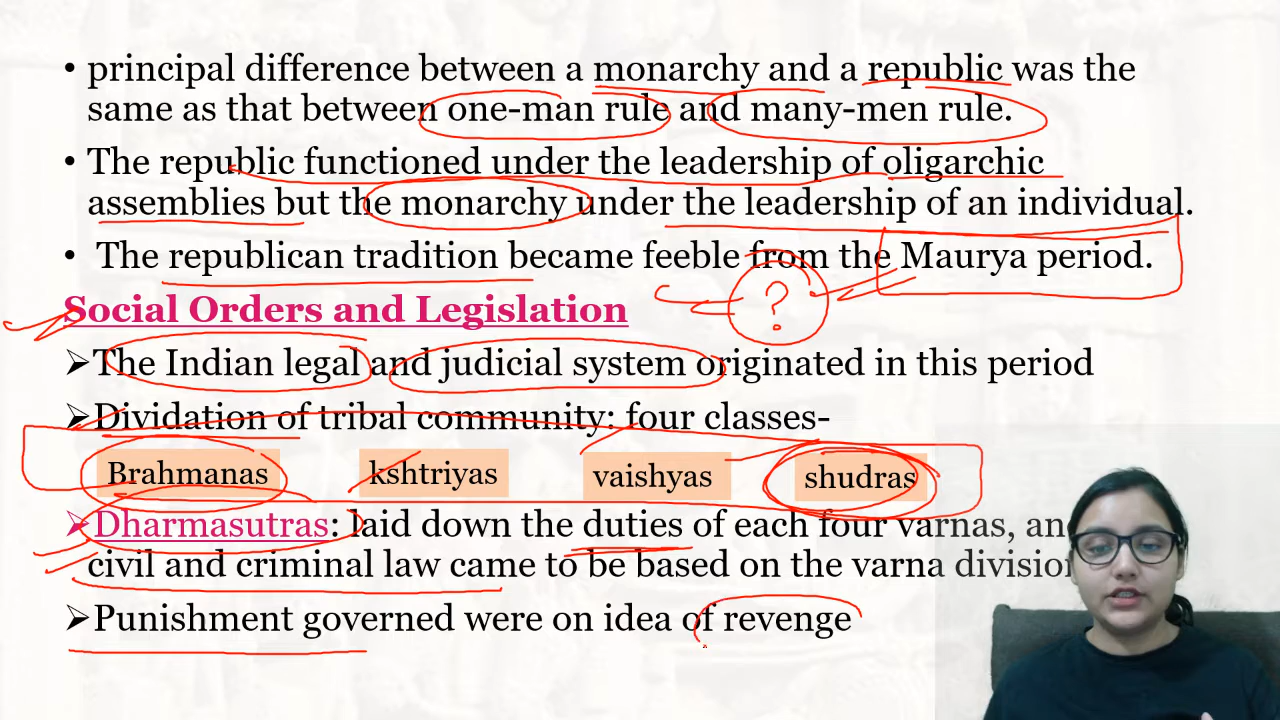 • principal difference between a monarchy and a republic was the
same as that between one-man rule and many-men rule.
• The republic functioned under the leadership of oligarchic
assemblies but the monarchy under the leadership of an individual.
• The republican tradition became feeble from the Maurya period.
?
Social Orders and Legislation
➢The Indian legal and judicial system originated in this period
➢Dividation of tribal community: four classes-
Brahmanas kshtriyas vaishyas shudras
➢Dharmasutras: laid down the duties of each four varnas, and
civil and criminal law came to be based on the varna division
➢Punishment governed were on idea of revenge